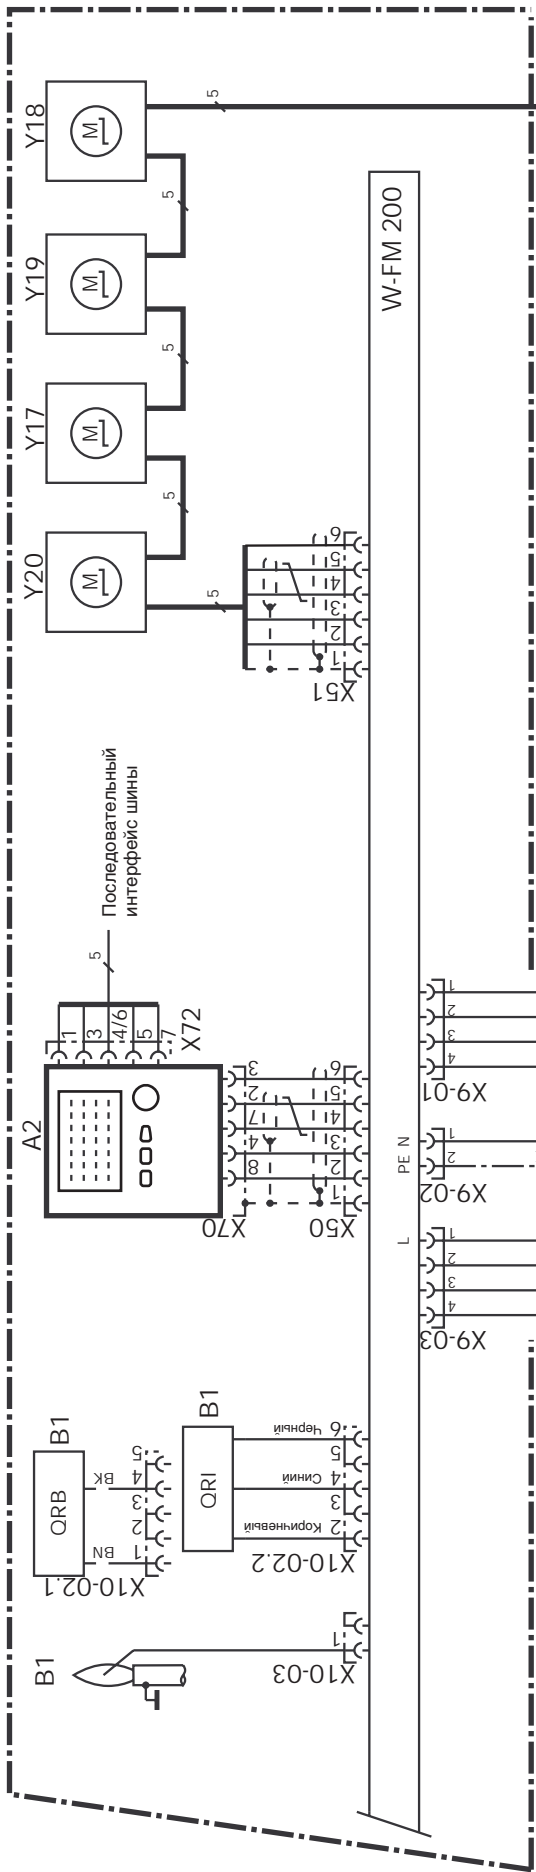 Y18
M
5
5
Y19
M
5
Y17
M
5
Y20
M
5
W-FM 200
6
5
4
3
2
1
X51
Последовательный
интерфейс шины
5
1
3
4/6
5
7
X72
A2
3
2
7
4
8
X70
6
5
4
3
2
1
X50
1
2
3
4
X9-01
N
PE
1
2
X9-02
L
1
2
3
4
X9-03
B1
QRB
BK
BN
5
4
3
2
1
X10-02.1
B1
QRI
Черный
Синий
Коричневый
6
5
4
3
2
X10-02.2
B1
1
X10-03